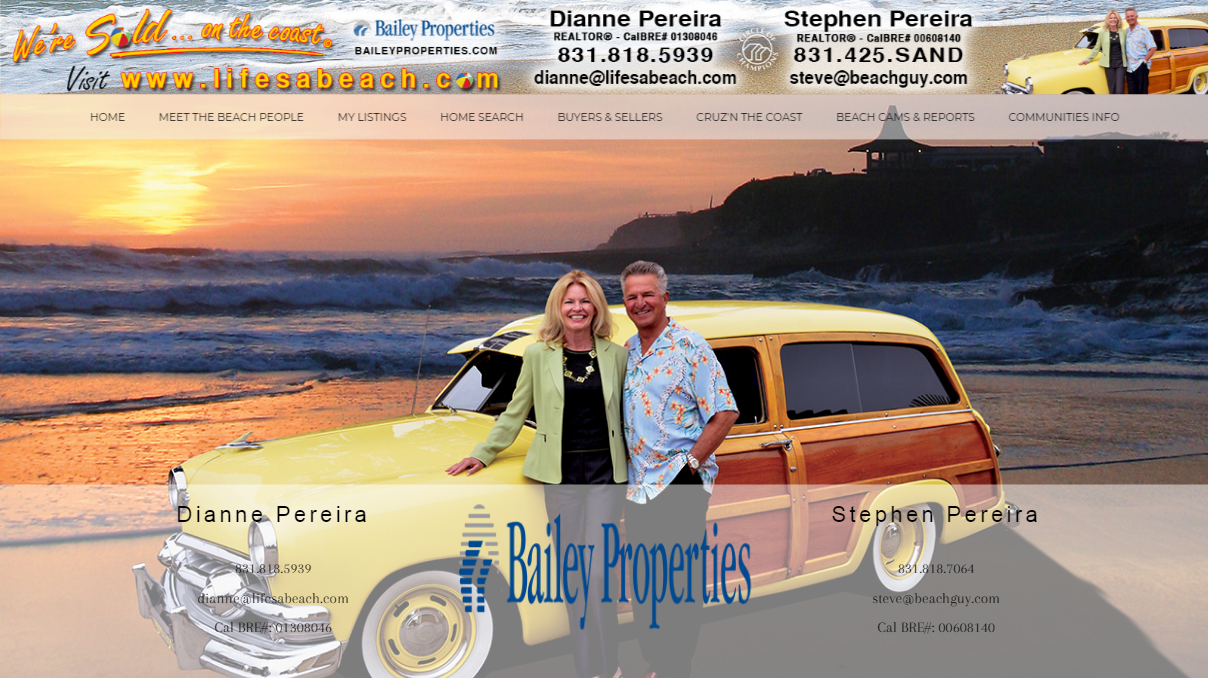 We're Sold ... on the coast.
Visit www.lifesabeach.com
Bailey Properties
BAILEYPROPERTIES.COM
Dianne Pereira
REALTOR® - CalBRE# 01308046
831.818.5939
dianne@lifesabeach.com
CIRCLE OF CHAMPIONS
Stephen Pereira
REALTOR® - CalBRE# 00608140
831.425.SAND
steve@beachguy.com
HOME MEET THE BEACH PEOPLE MY LISTINGS HOME SEARCH BUYERS & SELLERS CRUZ'N THE COAST BEACH CAMS & REPORTS COMMUNITIES INFO
Dianne Pereira
831.818.5939
dianne@lifesabeach.com
Cal BRE#: 01308046
Bailey Properties
Stephen Pereira
831.818.7064
steve@beachguy.com
Cal BRE#: 00608140